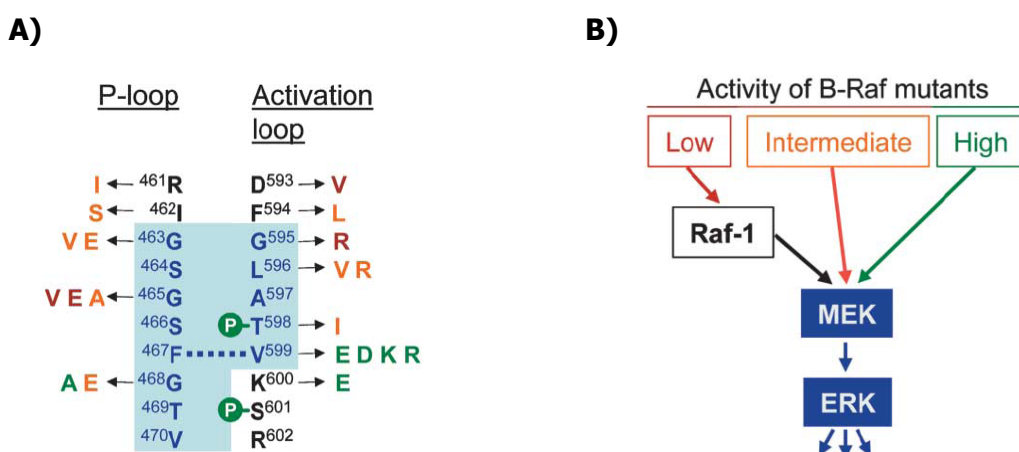 A)
B)
P-loop
Activation
loop
I 461R D593 V
S 462I F594 L
V E 463G G595 R
464S L596 V R
V E A 465G A597
466S P T598 I
467F V599 E D K R
A E 468G K600 E
469T P S601
470V R602
Activity of B-Raf mutants
Low
Intermediate
High
Raf-1
MEK
ERK